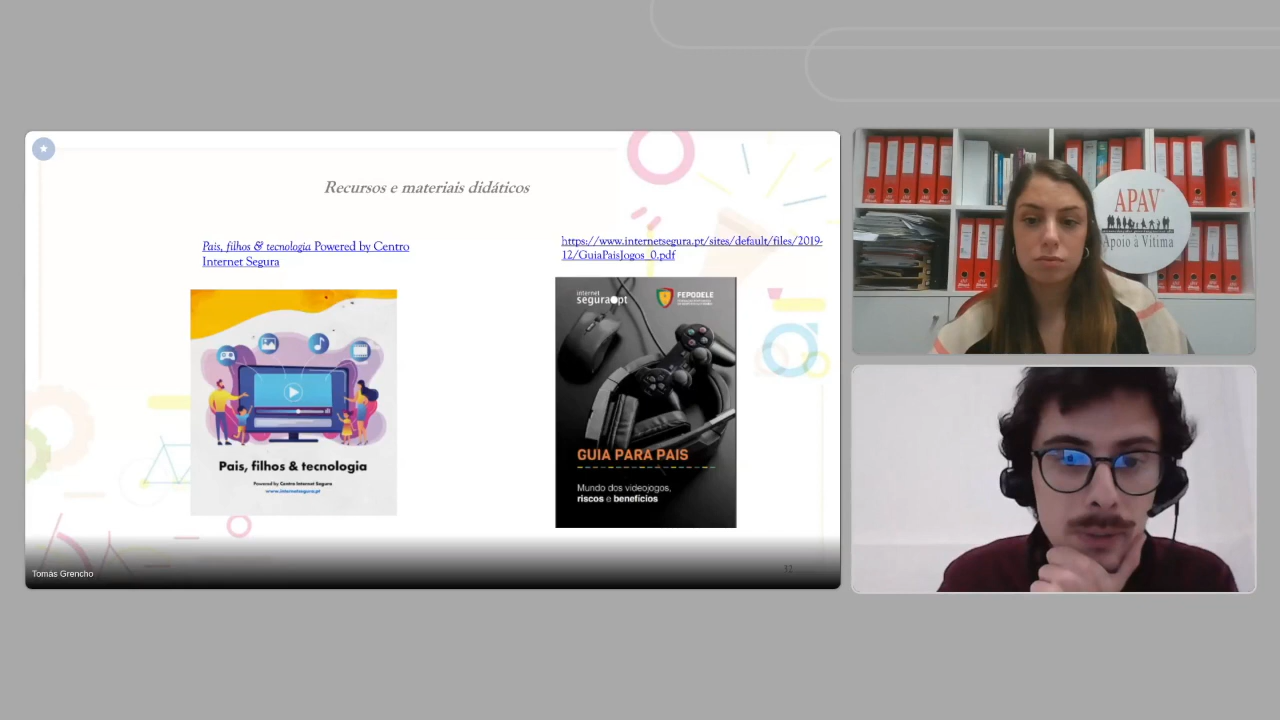 Recursos e materiais didáticos
Pais, filhos & tecnologia Powered by Centro
Internet Segura
Pais, filhos & tecnologia
Powered by Centro Internet Segura
www.internetsegura.pt
https://www.internetsegura.pt/sites/default/files/2019-
12/GuiaPaisJogos_0.pdf
internet
segura pt
FEPODELE
GUIA PARA PAIS
Mundo dos videojogos,
riscos e benefícios
12
Tomás Grencho
APAV
Apoio à Vítima